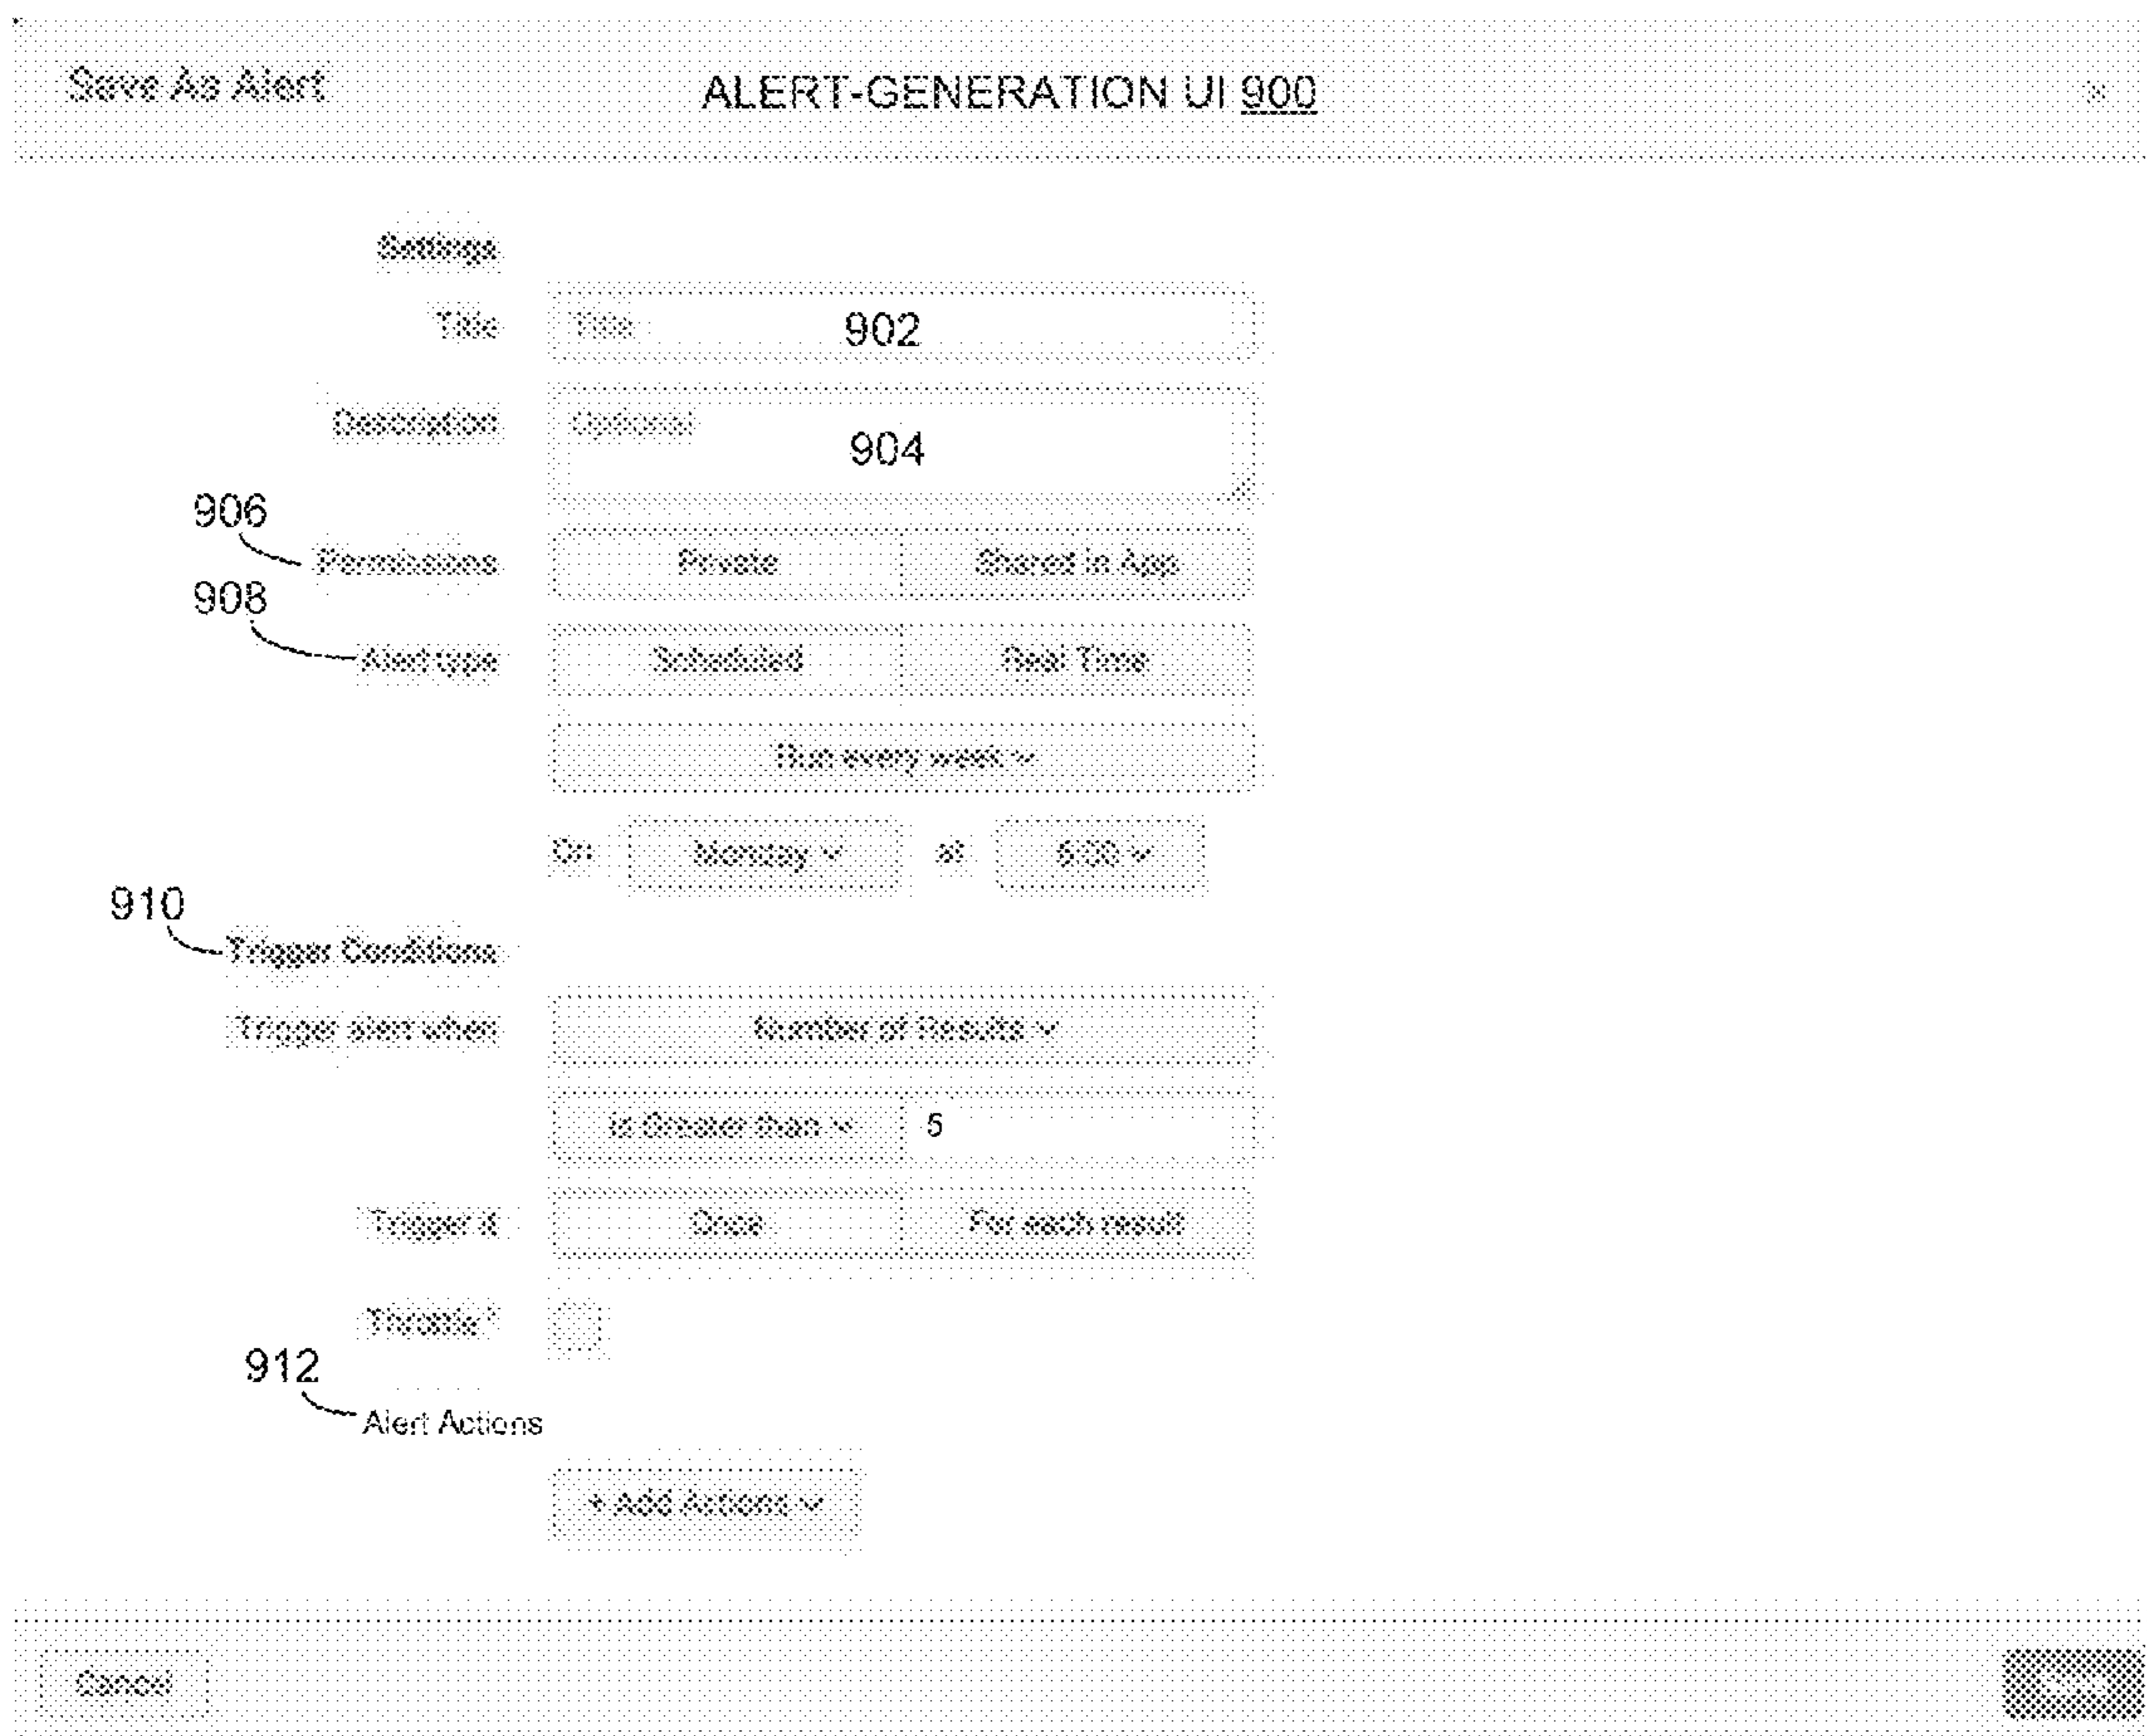 Save As Alert ALERT-GENERATION UI 900 ×
Settings
Title Title 902
Description Optional 904
906
Permissions Private Shared in App
908
Alert type Scheduled Real Time
Run every week ˅
On Monday ˅ at 6:00 ˅
910
Trigger Conditions
Trigger alert when Number of Results ˅
is Greater than ˅ 5
Trigger it Once For each result
Throttle ?
912
Alert Actions
+ Add Actions ˅
Cancel